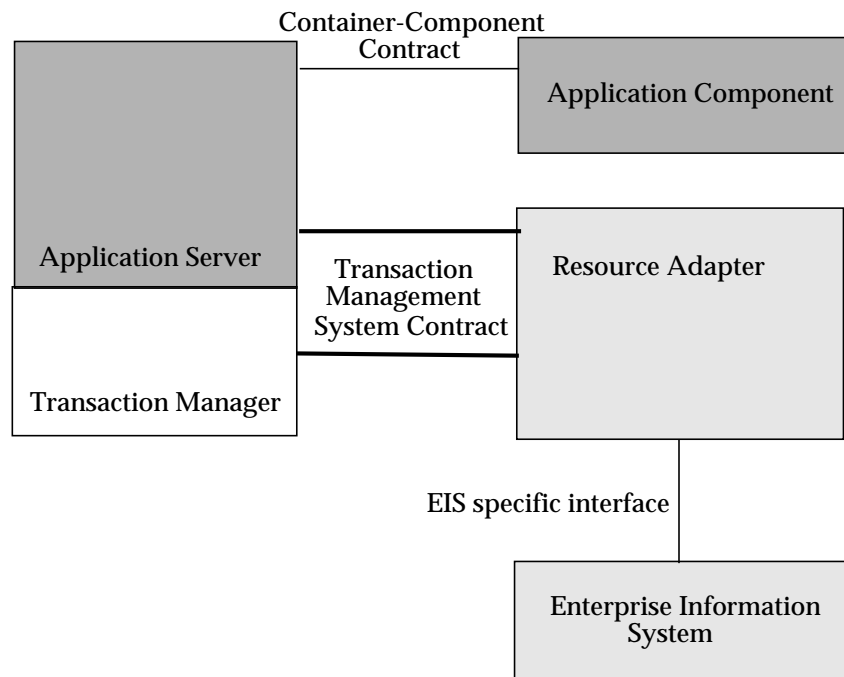 Container-Component
Contract
Application Component
Application Server
Transaction
Management
System Contract
Resource Adapter
Transaction Manager
EIS specific interface
Enterprise Information
System